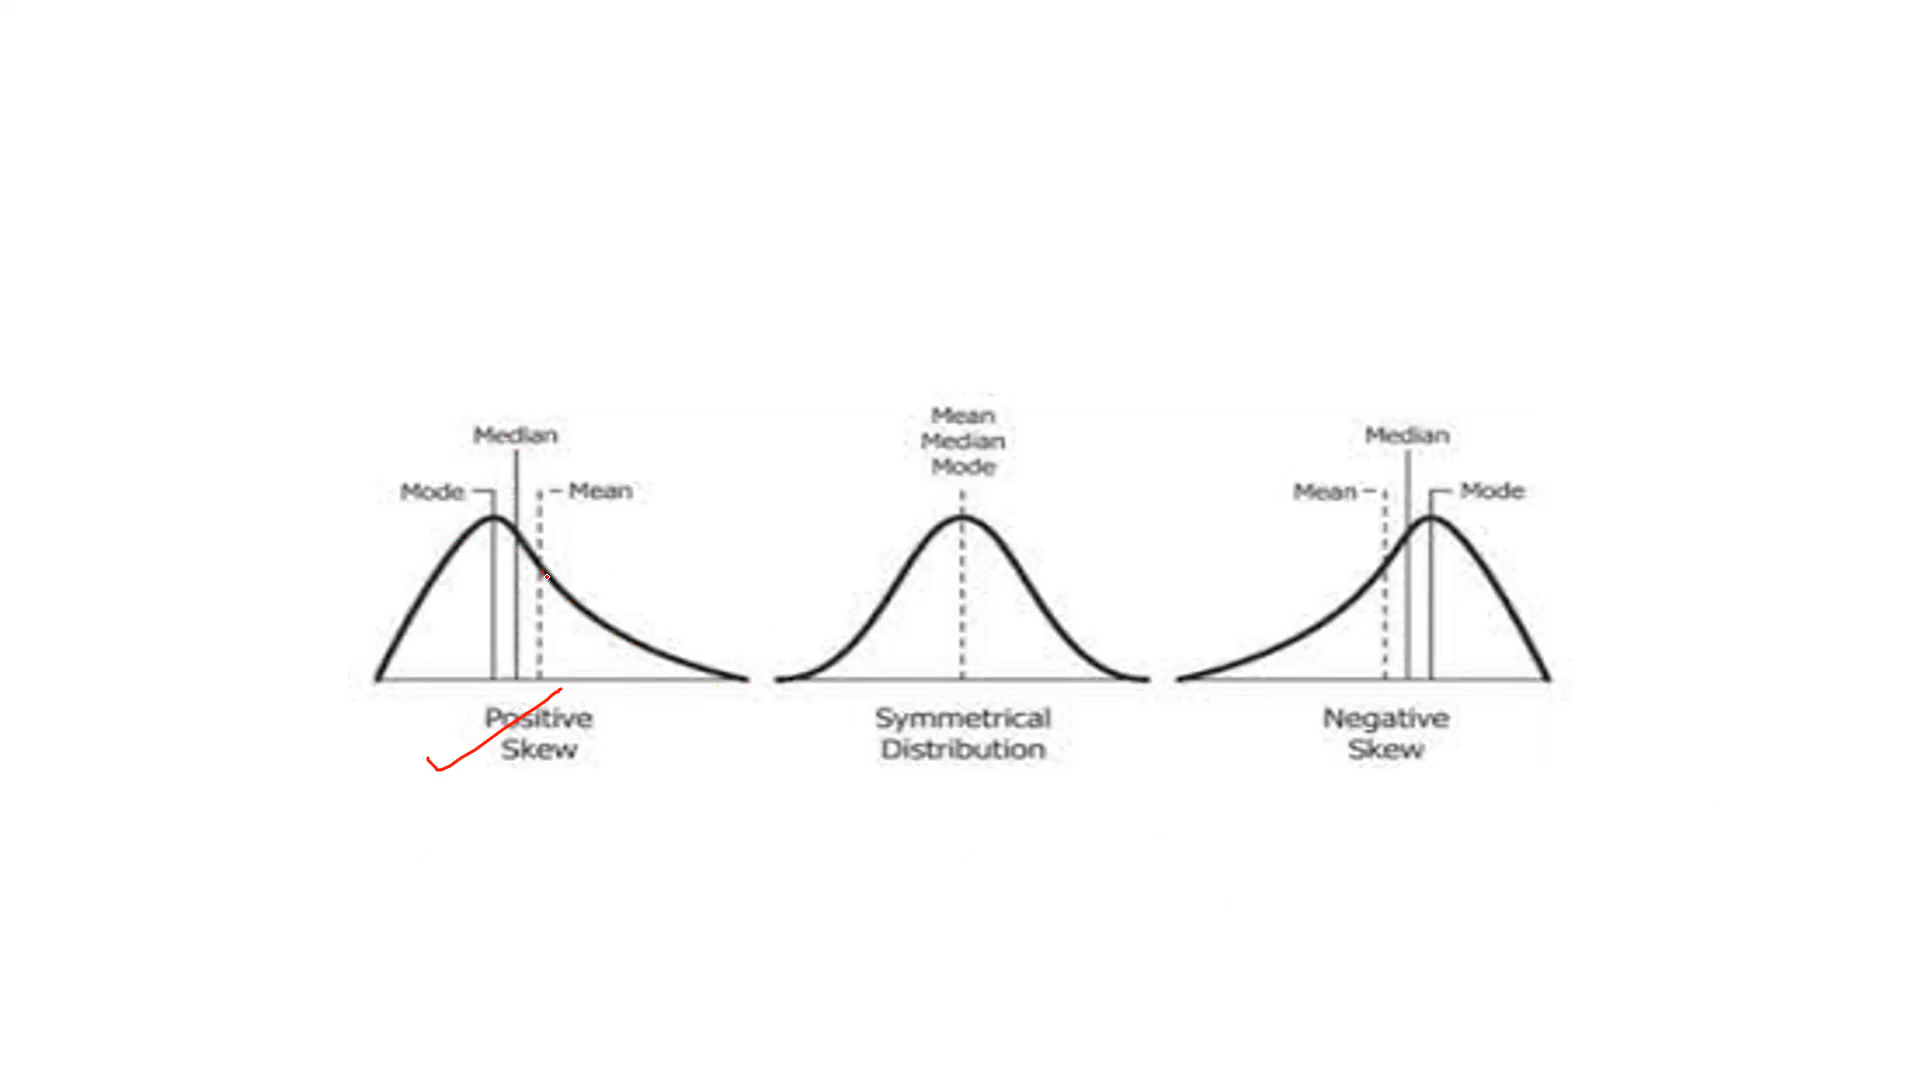 Median
Mode
Mean
Positive
Skew
Mean
Median
Mode
Symmetrical
Distribution
Median
Mean
Mode
Negative
Skew